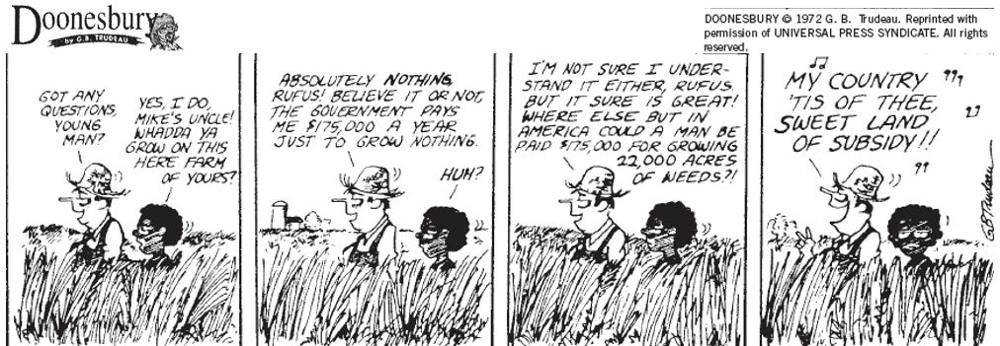 Doonesbury
by G.B. TRUDEAU
DOONESBURY © 1972 G. B. Trudeau. Reprinted with
permission of UNIVERSAL PRESS SYNDICATE. All rights
reserved.
GOT ANY
QUESTIONS,
YOUNG
MAN?
YES, I DO,
MIKE'S UNCLE!
WHADDA YA
GROW ON THIS
HERE FARM
OF YOURS?
ABSOLUTELY NOTHING,
RUFUS! BELIEVE IT OR NOT,
THE GOVERNMENT PAYS
ME $175,000 A YEAR
JUST TO GROW NOTHING.
HUH?
I'M NOT SURE I UNDER-
STAND IT EITHER, RUFUS.
BUT IT SURE IS GREAT!
WHERE ELSE BUT IN
AMERICA COULD A MAN BE
PAID $175,000 FOR GROWING
22,000 ACRES
OF WEEDS?!
MY COUNTRY
'TIS OF THEE,
SWEET LAND
OF SUBSIDY!!
GB Trudeau